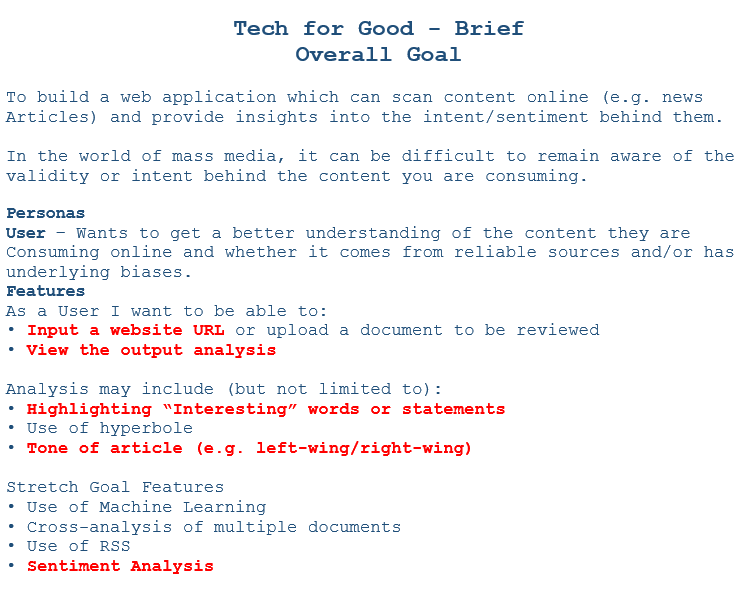 Tech for Good – Brief
Overall Goal
To build a web application which can scan content online (e.g. news
Articles) and provide insights into the intent/sentiment behind them.
In the world of mass media, it can be difficult to remain aware of the
validity or intent behind the content you are consuming.
Personas
User – Wants to get a better understanding of the content they are
Consuming online and whether it comes from reliable sources and/or has
underlying biases.
Features
As a User I want to be able to:
• Input a website URL or upload a document to be reviewed
• View the output analysis
Analysis may include (but not limited to):
• Highlighting “Interesting” words or statements
• Use of hyperbole
• Tone of article (e.g. left-wing/right-wing)
Stretch Goal Features
• Use of Machine Learning
• Cross-analysis of multiple documents
• Use of RSS
• Sentiment Analysis